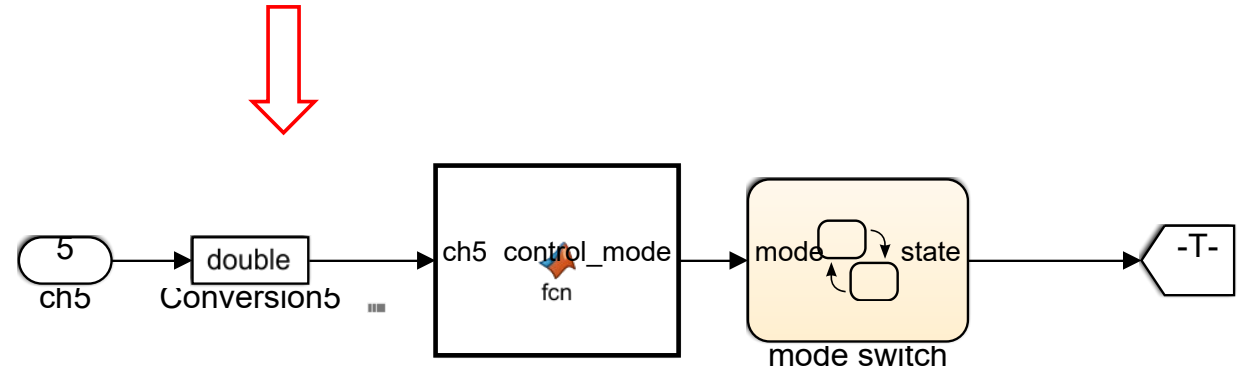 5
ch5
double
Conversion5
ch5 control_mode
fcn
mode state
mode switch
-T-